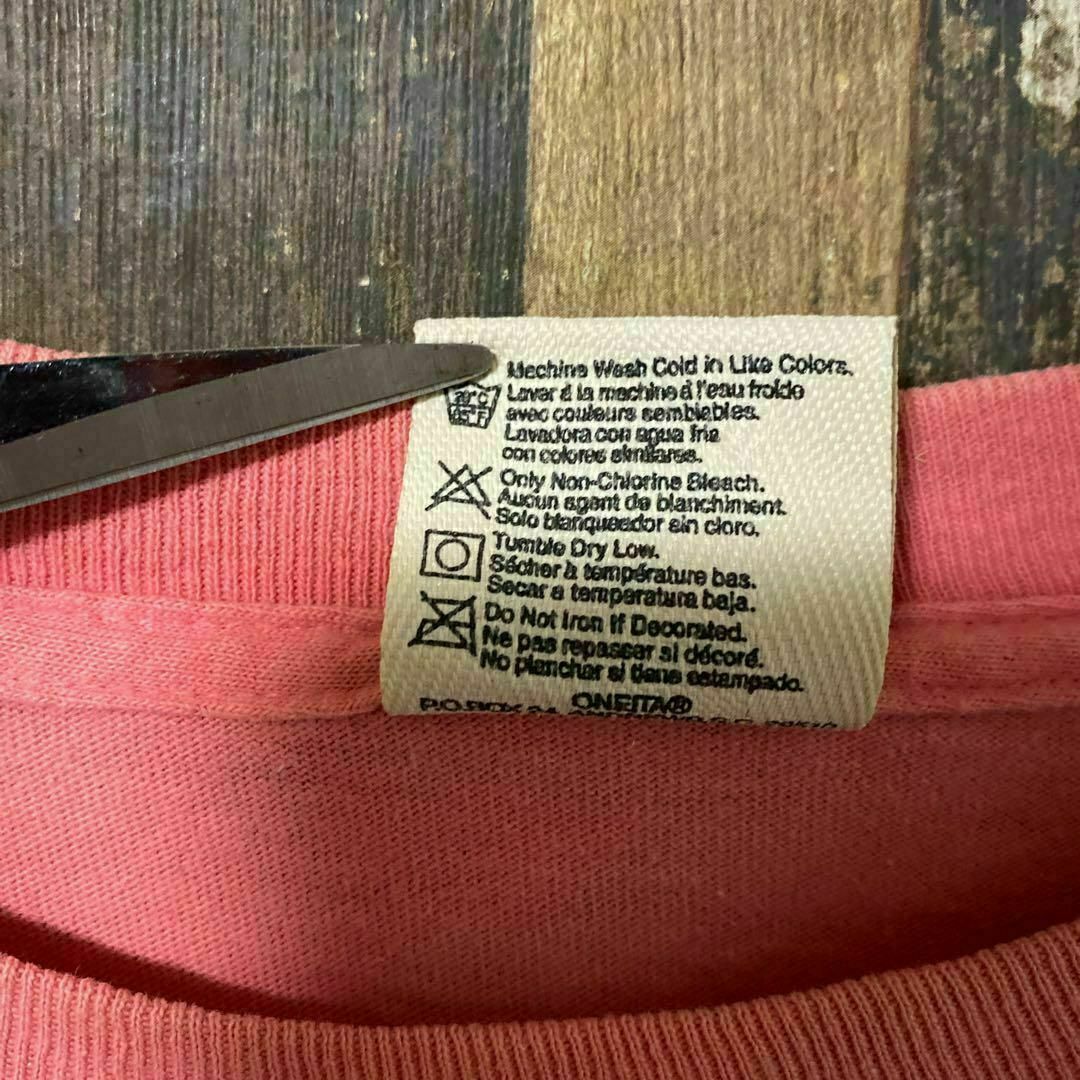 Machine Wash Cold in Like Colors.
Laver à la machine à l'eau froide
avec couleurs semblables.
Lavadora con agua fria
con colores similares.
Only Non-Chlorine Bleach.
Aucun agent de blanchiment.
Solo blanqueador sin cloro.
Tumble Dry Low.
Sécher à température bas.
Secar a temperatura baja.
Do Not Iron If Decorated.
Ne pas repasser si décoré.
No planchar si tiene estampado.
ONEITA®
P.O. BOX